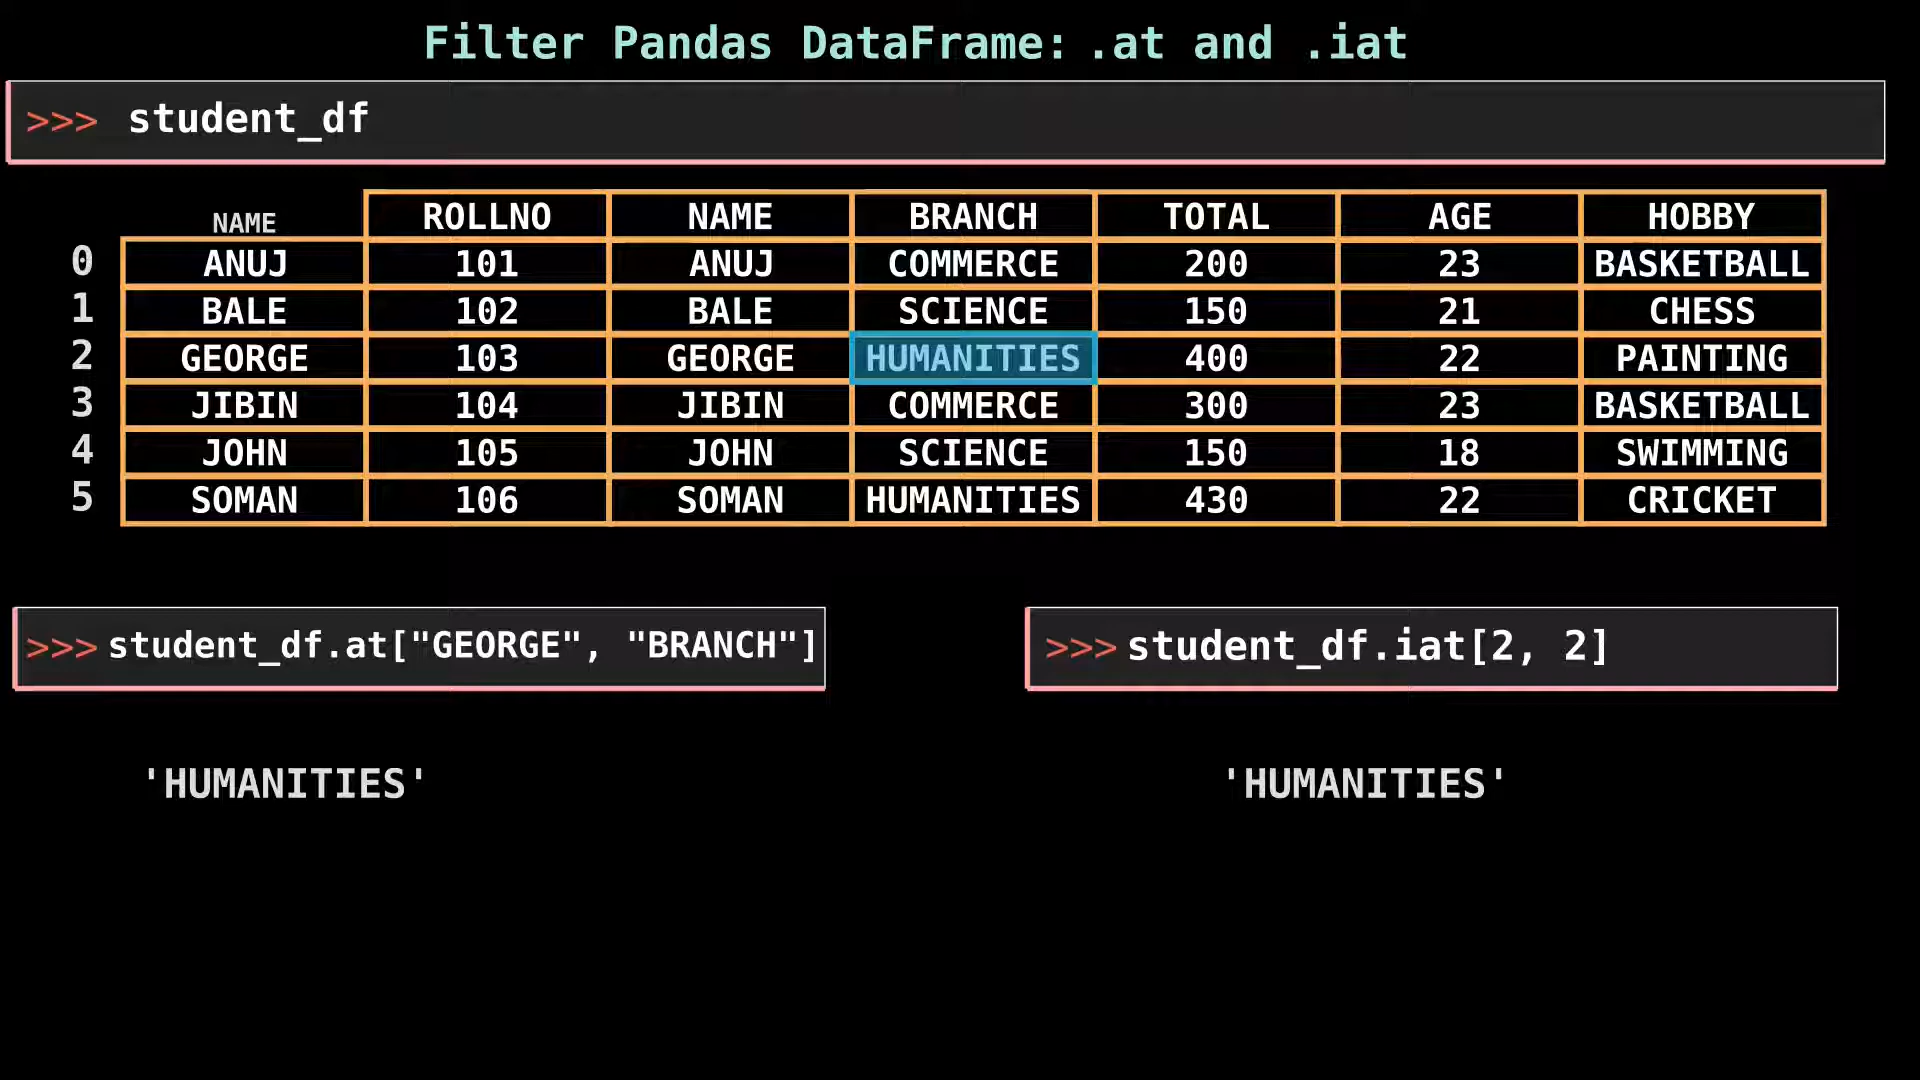 Filter Pandas DataFrame: .at and .iat
>>> student_df
NAME ROLLNO NAME BRANCH TOTAL AGE HOBBY
0 ANUJ 101 ANUJ COMMERCE 200 23 BASKETBALL
1 BALE 102 BALE SCIENCE 150 21 CHESS
2 GEORGE 103 GEORGE HUMANITIES 400 22 PAINTING
3 JIBIN 104 JIBIN COMMERCE 300 23 BASKETBALL
4 JOHN 105 JOHN SCIENCE 150 18 SWIMMING
5 SOMAN 106 SOMAN HUMANITIES 430 22 CRICKET
>>> student_df.at["GEORGE", "BRANCH"]
'HUMANITIES'
>>> student_df.iat[2, 2]
'HUMANITIES'